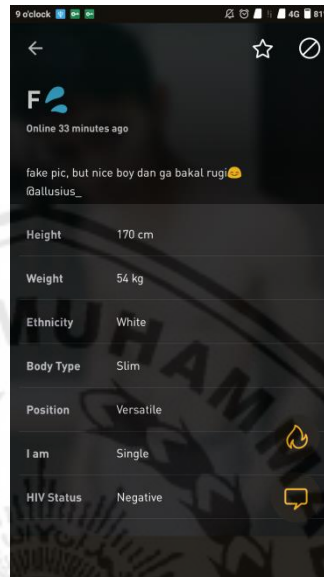 9 o'clock 4G 81
F
Online 33 minutes ago
fake pic, but nice boy dan ga bakal rugi
@allusius_
Height 170 cm
Weight 54 kg
Ethnicity White
Body Type Slim
Position Versatile
I am Single
HIV Status Negative
MUHAMM